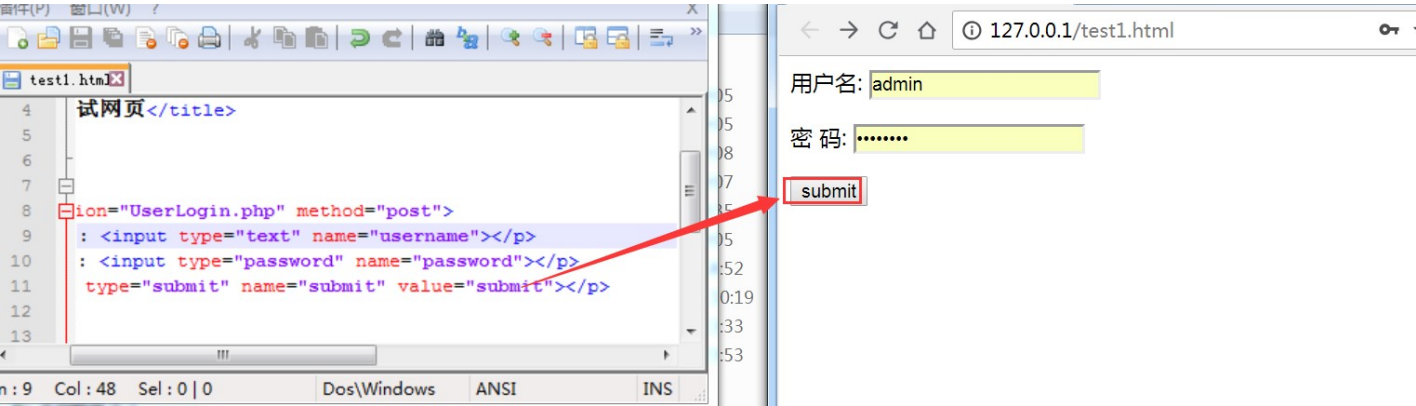 插件(P) 窗口(W) ? X
test1.html
4 试网页</title>
5
6
7
8 ion="UserLogin.php" method="post">
9 : <input type="text" name="username"></p>
10 : <input type="password" name="password"></p>
11 type="submit" name="submit" value="submit"></p>
12
13
n : 9 Col : 48 Sel : 0 | 0 Dos\Windows ANSI INS
05
05
08
07
35
05
:52
0:19
:33
:53
127.0.0.1/test1.html
用户名: admin
密 码: ••••••••
submit